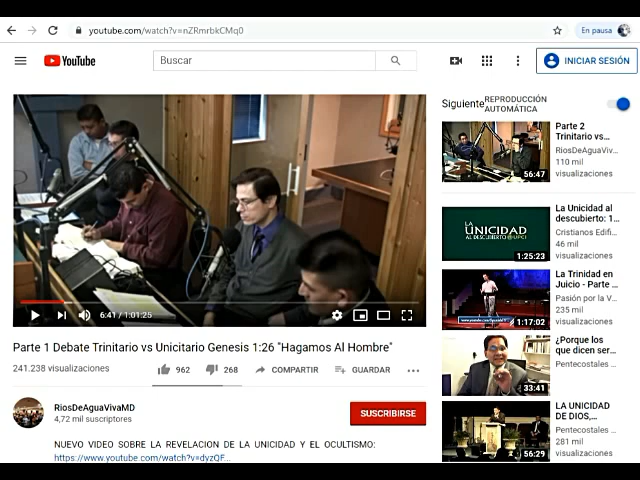 youtube.com/watch?v=nZRmrbkCMq0
En pausa
YouTube
Buscar
INICIAR SESIÓN
Siguiente
REPRODUCCIÓN
AUTOMÁTICA
6:41 / 1:01:25
Parte 1 Debate Trinitario vs Unicitario Genesis 1:26 "Hagamos Al Hombre"
241.238 visualizaciones
962
268
COMPARTIR
GUARDAR
RiosDeAguaVivaMD
4,72 mil suscriptores
SUSCRIBIRSE
NUEVO VIDEO SOBRE LA REVELACION DE LA UNICIDAD Y EL OCULTISMO:
https://www.youtube.com/watch?v=dyzQF...
56:47
Parte 2
Trinitario vs...
RiosDeAguaViva...
110 mil
visualizaciones
LA
UNICIDAD
AL DESCUBIERTO @UPCI
1:25:23
La Unicidad al
descubierto: 1...
Cristianos Edifi...
46 mil
visualizaciones
1:17:02
La Trinidad en
Juicio - Parte ...
Pasión por la V...
235 mil
visualizaciones
33:41
¿Porque los
que dicen ser...
Pentecostales ...
56:29
LA UNICIDAD
DE DIOS,...
Pentecostales ...
281 mil
visualizaciones